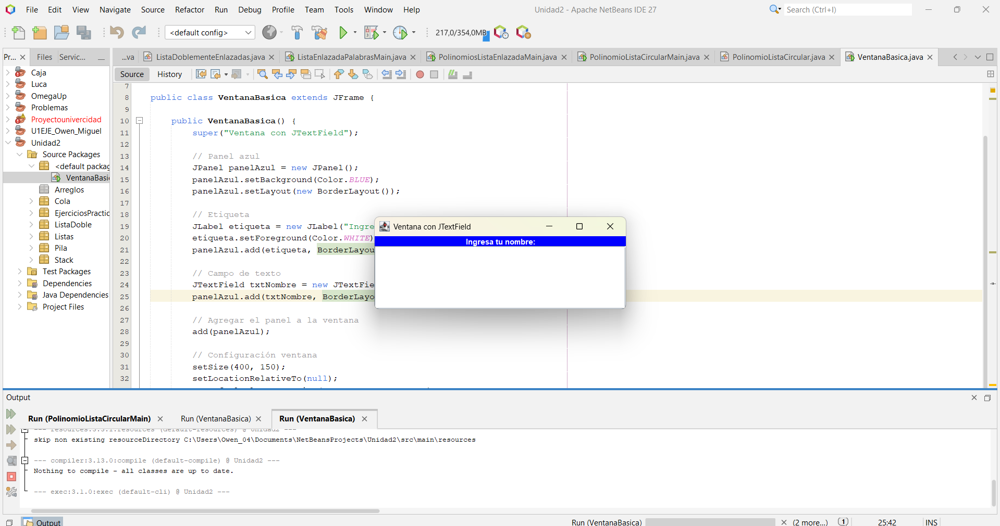 File Edit View Navigate Source Refactor Run Debug Profile Team Tools Window Help
Unidad2 - Apache NetBeans IDE 27
Search (Ctrl+I)
<default config>
217,0/354,0MB
Pr... Files Servic...
...va ListaDoblementeEnlazadas.java ListaEnlazadaPalabrasMain.java PolinomiosListaEnlazadaMain.java PolinomioListaCircularMain.java PolinomioListaCircular.java VentanaBasica.java
Source History
Caja
Luca
OmegaUp
Problemas
Proyectounivercidad
U1EJE_Owen_Miguel
Unidad2
Source Packages
<default packag
VentanaBasi
Arreglos
Cola
EjerciciosPractic
ListaDoble
Listas
Pila
Stack
Test Packages
Dependencies
Java Dependencies
Project Files
7
8 public class VentanaBasica extends JFrame {
9
10 public VentanaBasica() {
11 super("Ventana con JTextField");
12
13 // Panel azul
14 JPanel panelAzul = new JPanel();
15 panelAzul.setBackground(Color.BLUE);
16 panelAzul.setLayout(new BorderLayout());
17
18 // Etiqueta
19 JLabel etiqueta = new JLabel("Ingre
20 etiqueta.setForeground(Color.WHITE)
21 panelAzul.add(etiqueta, BorderLayou
22
23 // Campo de texto
24 JTextField txtNombre = new JTextFie
25 panelAzul.add(txtNombre, BorderLayo
26
27 // Agregar el panel a la ventana
28 add(panelAzul);
29
30 // Configuración ventana
31 setSize(400, 150);
32 setLocationRelativeTo(null);
Ventana con JTextField
Ingresa tu nombre:
Output
Run (PolinomioListaCircularMain) Run (VentanaBasica) Run (VentanaBasica)
--- resources:3.3.1:resources (default-resources) @ Unidad2 ---
skip non existing resourceDirectory C:\Users\Owen_04\Documents\NetBeansProjects\Unidad2\src\main\resources
--- compiler:3.13.0:compile (default-compile) @ Unidad2 ---
Nothing to compile - all classes are up to date.
--- exec:3.1.0:exec (default-cli) @ Unidad2 ---
Output
Run (VentanaBasica) (2 more...) 1 25:42 INS